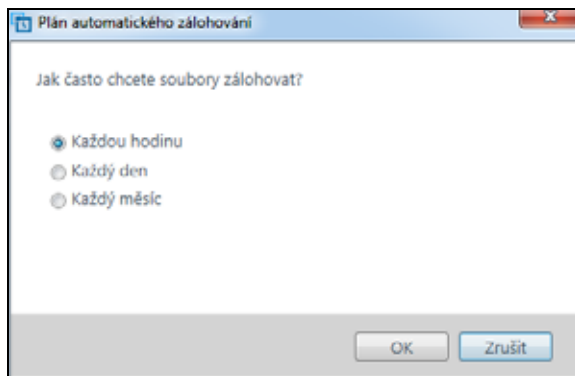 Plán automatického zálohování
Jak často chcete soubory zálohovat?
Každou hodinu
Každý den
Každý měsíc
OK
Zrušit